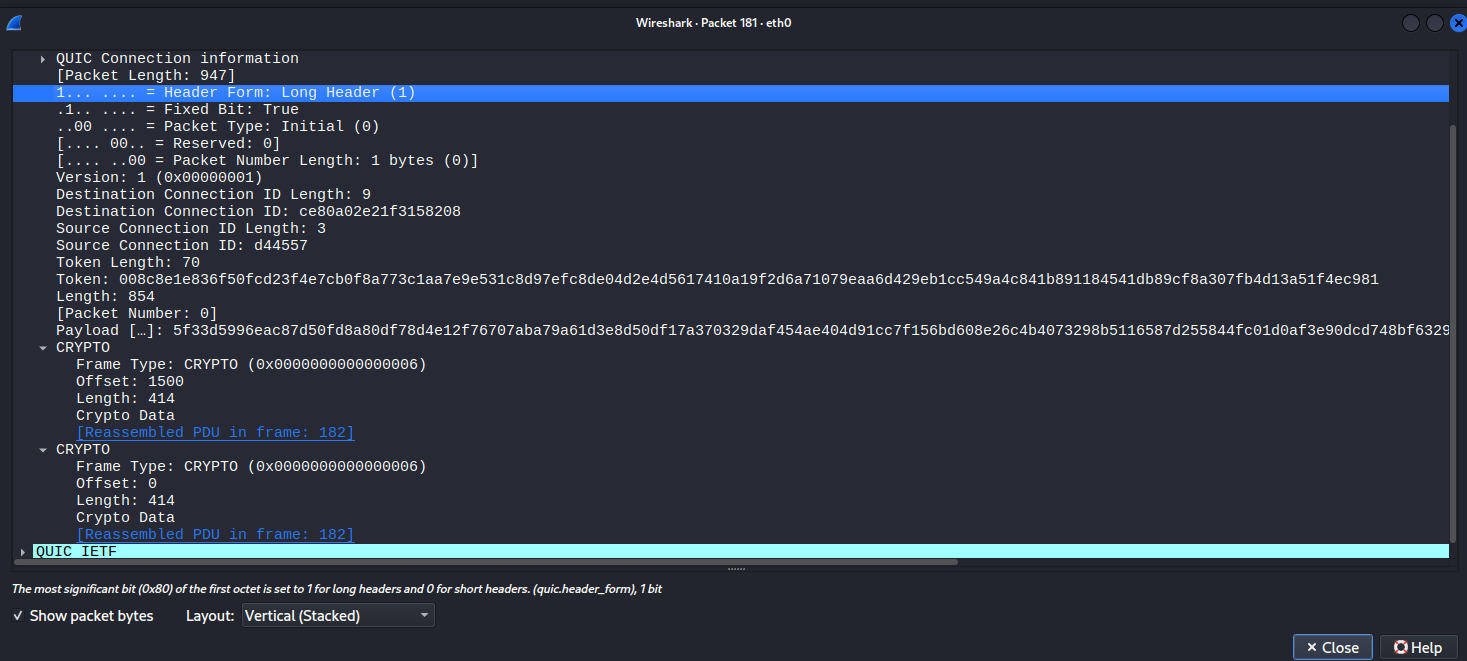 Wireshark · Packet 181 · eth0
QUIC Connection information
[Packet Length: 947]
1... .... = Header Form: Long Header (1)
.1.. .... = Fixed Bit: True
..00 .... = Packet Type: Initial (0)
[.... 00.. = Reserved: 0]
[.... ..00 = Packet Number Length: 1 bytes (0)]
Version: 1 (0x00000001)
Destination Connection ID Length: 9
Destination Connection ID: ce80a02e21f3158208
Source Connection ID Length: 3
Source Connection ID: d44557
Token Length: 70
Token: 008c8e1e836f50fcd23f4e7cb0f8a773c1aa7e9e531c8d97efc8de04d2e4d5617410a19f2d6a71079eaa6d429eb1cc549a4c841b891184541db89cf8a307fb4d13a51f4ec981
Length: 854
[Packet Number: 0]
Payload […]: 5f33d5996eac87d50fd8a80df78d4e12f76707aba79a61d3e8d50df17a370329daf454ae404d91cc7f156bd608e26c4b4073298b5116587d255844fc01d0af3e90dcd748bf6329
CRYPTO
Frame Type: CRYPTO (0x0000000000000006)
Offset: 1500
Length: 414
Crypto Data
[Reassembled PDU in frame: 182]
CRYPTO
Frame Type: CRYPTO (0x0000000000000006)
Offset: 0
Length: 414
Crypto Data
[Reassembled PDU in frame: 182]
QUIC IETF
The most significant bit (0x80) of the first octet is set to 1 for long headers and 0 for short headers. (quic.header_form), 1 bit
Show packet bytes Layout: Vertical (Stacked)
Close Help